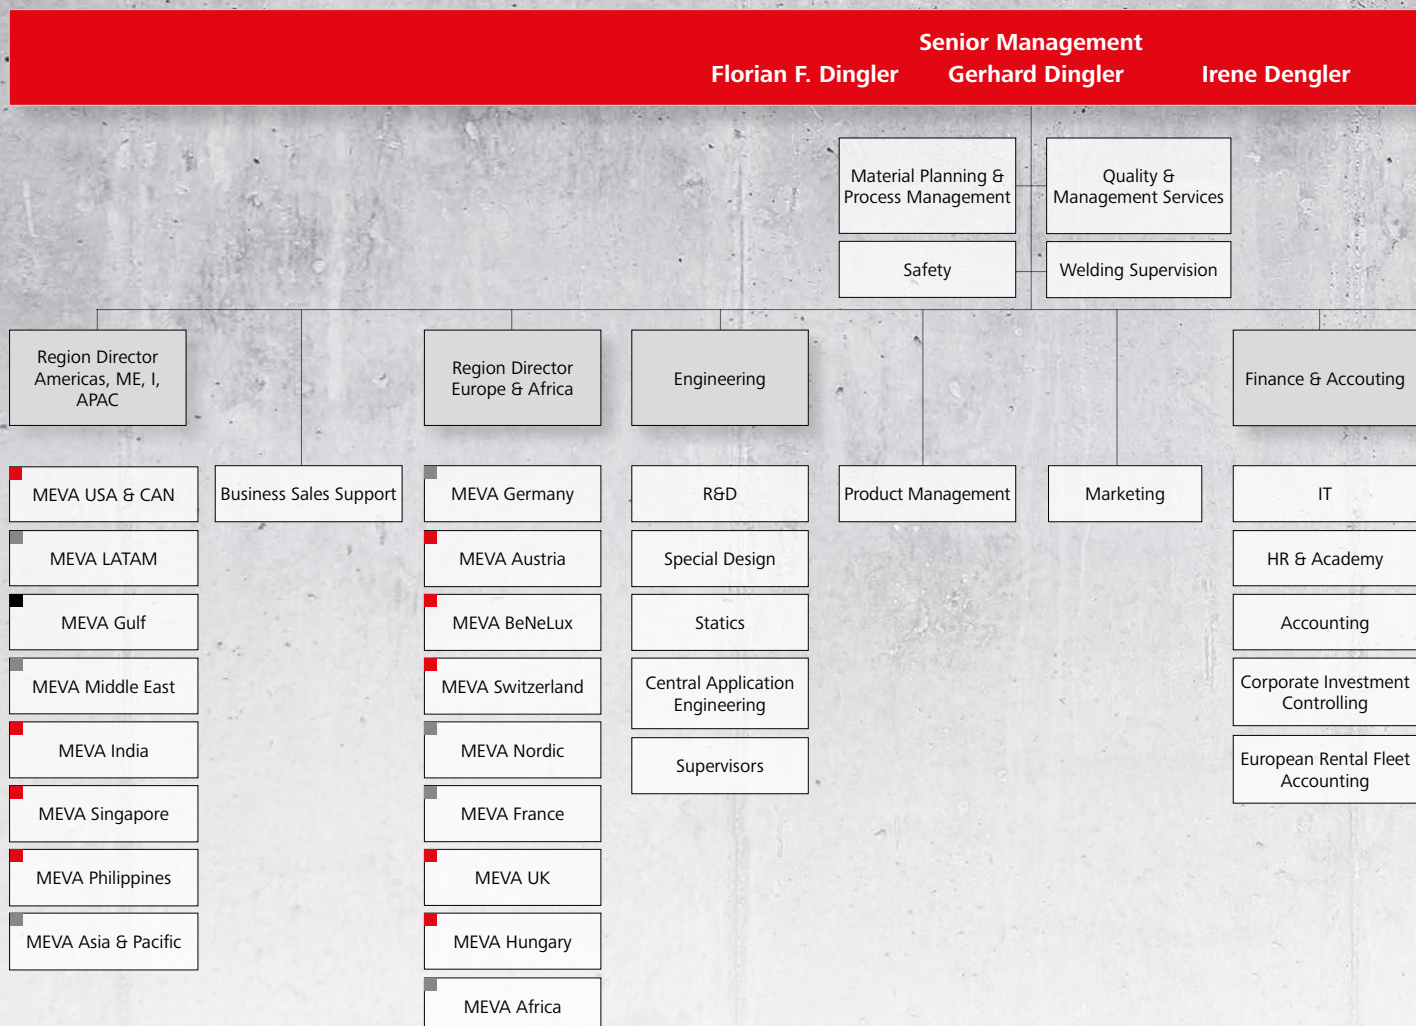 Senior Management
Florian F. Dingler Gerhard Dingler Irene Dengler
Material Planning &
Process Management
Quality &
Management Services
Safety
Welding Supervision
Region Director
Americas, ME, I,
APAC
Region Director
Europe & Africa
Engineering
Finance & Accouting
MEVA USA & CAN
MEVA LATAM
MEVA Gulf
MEVA Middle East
MEVA India
MEVA Singapore
MEVA Philippines
MEVA Asia & Pacific
Business Sales Support
MEVA Germany
MEVA Austria
MEVA BeNeLux
MEVA Switzerland
MEVA Nordic
MEVA France
MEVA UK
MEVA Hungary
MEVA Africa
R&D
Special Design
Statics
Central Application
Engineering
Supervisors
Product Management
Marketing
IT
HR & Academy
Accounting
Corporate Investment
Controlling
European Rental Fleet
Accounting